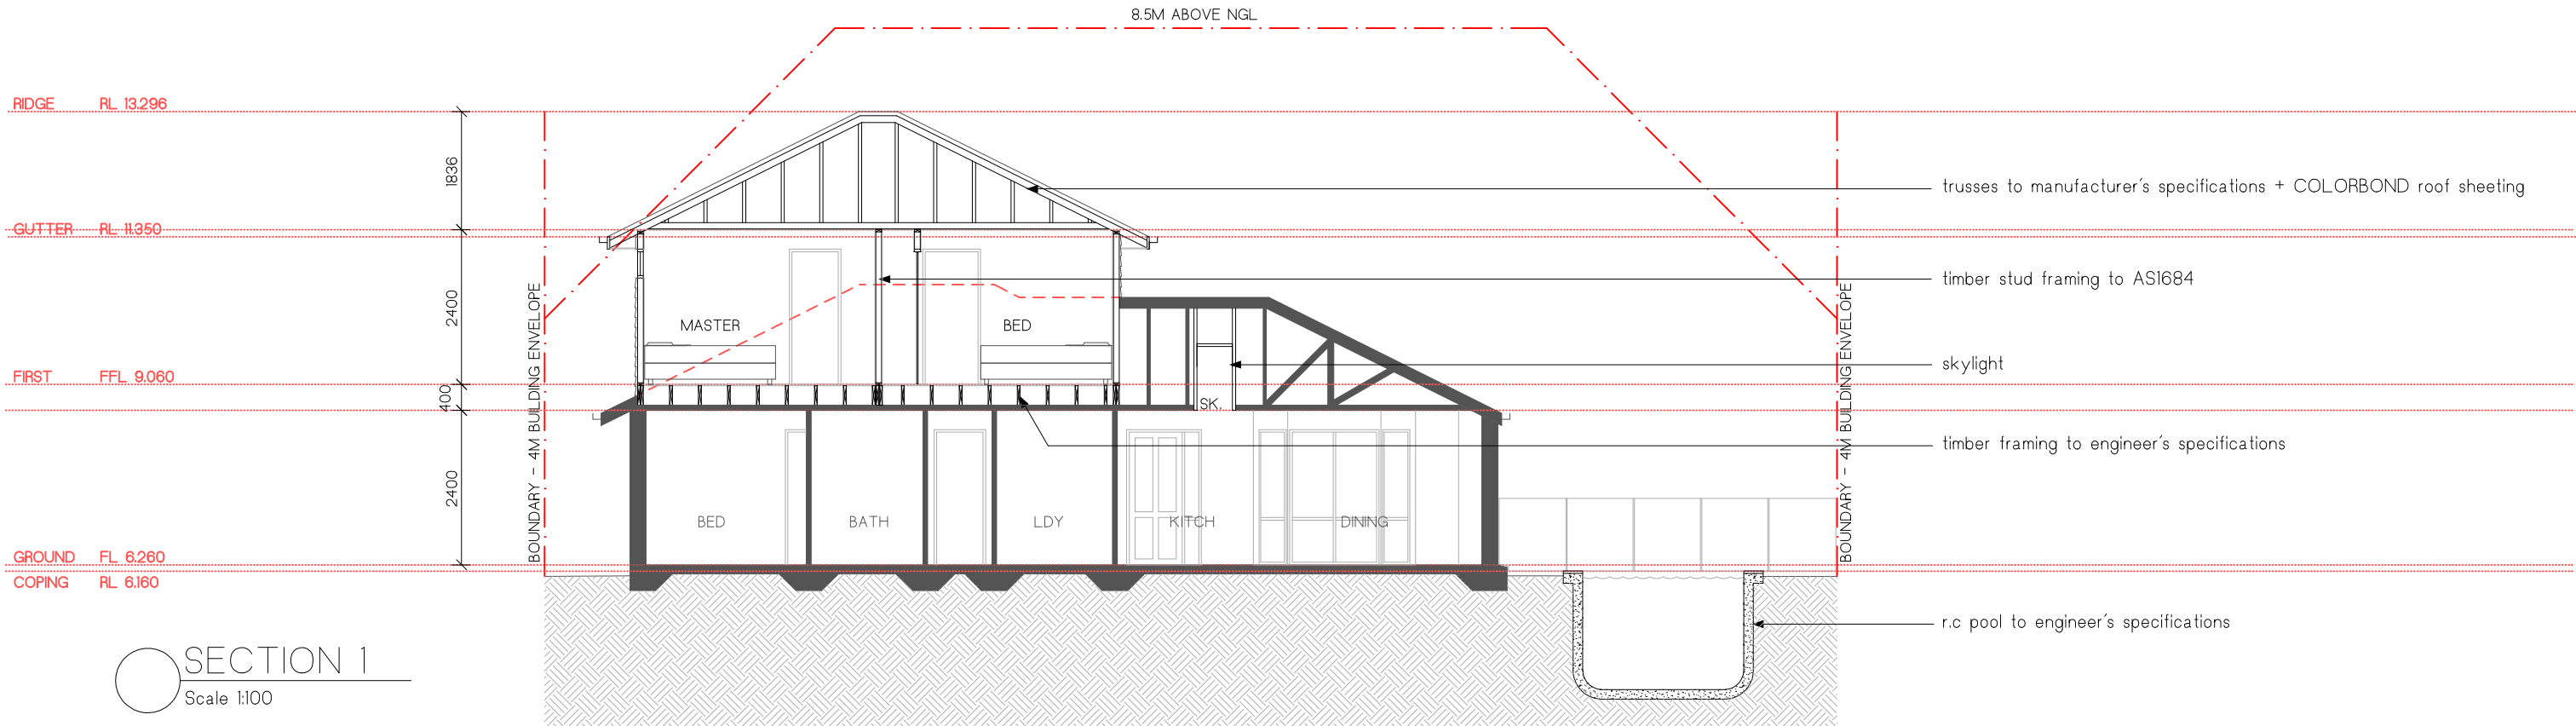 8.5M ABOVE NGL
RIDGE RL 13.296
1836
trusses to manufacturer's specifications + COLORBOND roof sheeting
GUTTER RL 11.350
timber stud framing to AS1684
2400
MASTER
BED
BOUNDARY - 4M BUILDING ENVELOPE
BOUNDARY - 4M BUILDING ENVELOPE
skylight
FIRST FFL 9.060
400
SK.
timber framing to engineer's specifications
2400
BED
BATH
LDY
KITCH
DINING
GROUND FL 6.260
COPING RL 6.160
r.c pool to engineer's specifications
SECTION 1
Scale 1:100